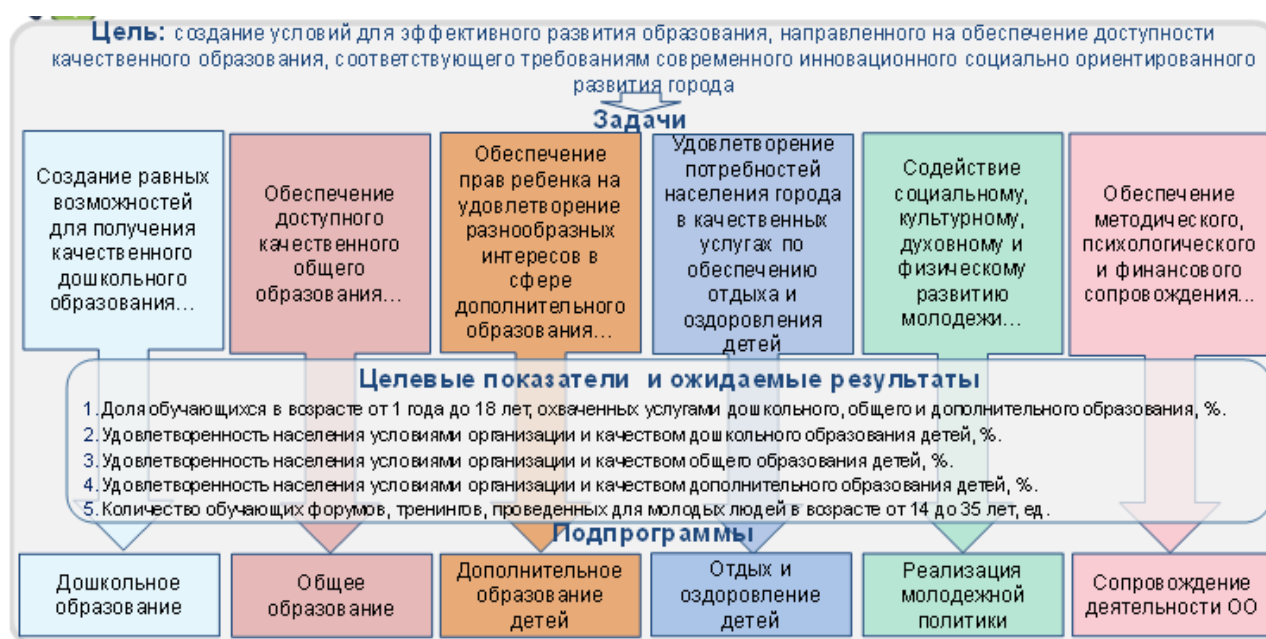 Цель: создание условий для эффективного развития образования, направленного на обеспечение доступности
качественного образования, соответствующего требованиям современного инновационного социально ориентированного
развития города
Задачи
Создание равных
возможностей
для получения
качественного
дошкольного
образования...
Обеспечение
доступного
качественного
общего
образования...
Обеспечение
прав ребенка на
удовлетворение
разнообразных
интересов в
сфере
дополнительного
образования...
Удовлетворение
потребностей
населения города
в качественных
услугах по
обеспечению
отдыха и
оздоровления
детей
Содействие
социальному,
культурному,
духовному и
физическому
развитию
молодежи...
Обеспечение
методического,
психологического
и финансового
сопровождения...
Целевые показатели и ожидаемые результаты
1. Доля обучающихся в возрасте от 1 года до 18 лет, охваченных услугами дошкольного, общего и дополнительного образования, %.
2. Удовлетворенность населения условиями организации и качеством дошкольного образования детей, %.
3. Удовлетворенность населения условиями организации и качеством общего образования детей, %.
4. Удовлетворенность населения условиями организации и качеством дополнительного образования детей, %.
5. Количество обучающих форумов, тренингов, проведенных для молодых людей в возрасте от 14 до 35 лет, ед.
Подпрограммы
Дошкольное
образование
Общее
образование
Дополнительное
образование
детей
Отдых и
оздоровление
детей
Реализация
молодежной
политики
Сопровождение
деятельности ОО